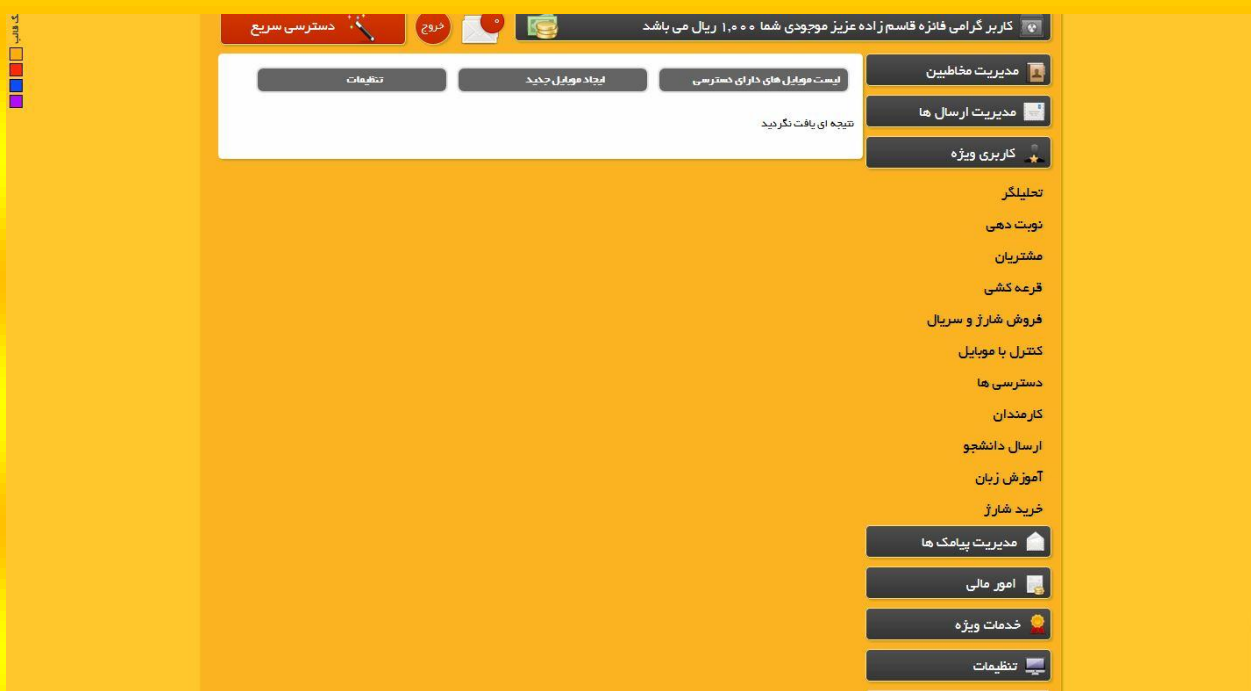 کاربر گرامی فائزه قاسم زاده عزیز موجودی شما ۱,۰۰۰ ریال می باشد
خروج
دسترسی سریع
مدیریت مخاطبین
مدیریت ارسال ها
کاربری ویژه
تحلیلگر
نوبت دهی
مشتریان
قرعه کشی
فروش شارژ و سریال
کنترل با موبایل
دسترسی ها
کارمندان
ارسال دانشجو
آموزش زبان
خرید شارژ
مدیریت پیامک ها
امور مالی
خدمات ویژه
تنظیمات
لیست موبایل های دارای دسترسی
ایجاد موبایل جدید
تنظیمات
نتیجه ای یافت نگردید
قالب